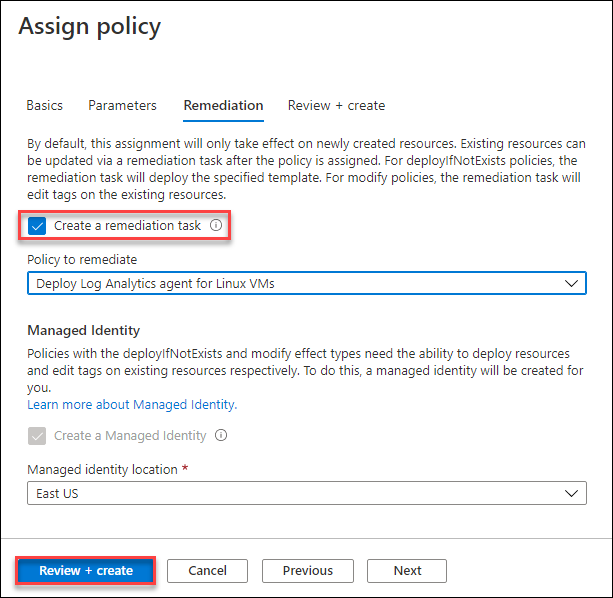 Assign policy
Basics Parameters Remediation Review + create
By default, this assignment will only take effect on newly created resources. Existing resources can
be updated via a remediation task after the policy is assigned. For deployIfNotExists policies, the
remediation task will deploy the specified template. For modify policies, the remediation task will
edit tags on the existing resources.
Create a remediation task
Policy to remediate
Deploy Log Analytics agent for Linux VMs
Managed Identity
Policies with the deployIfNotExists and modify effect types need the ability to deploy resources
and edit tags on existing resources respectively. To do this, a managed identity will be created for
you.
Learn more about Managed Identity.
Create a Managed Identity
Managed identity location *
East US
Review + create Cancel Previous Next